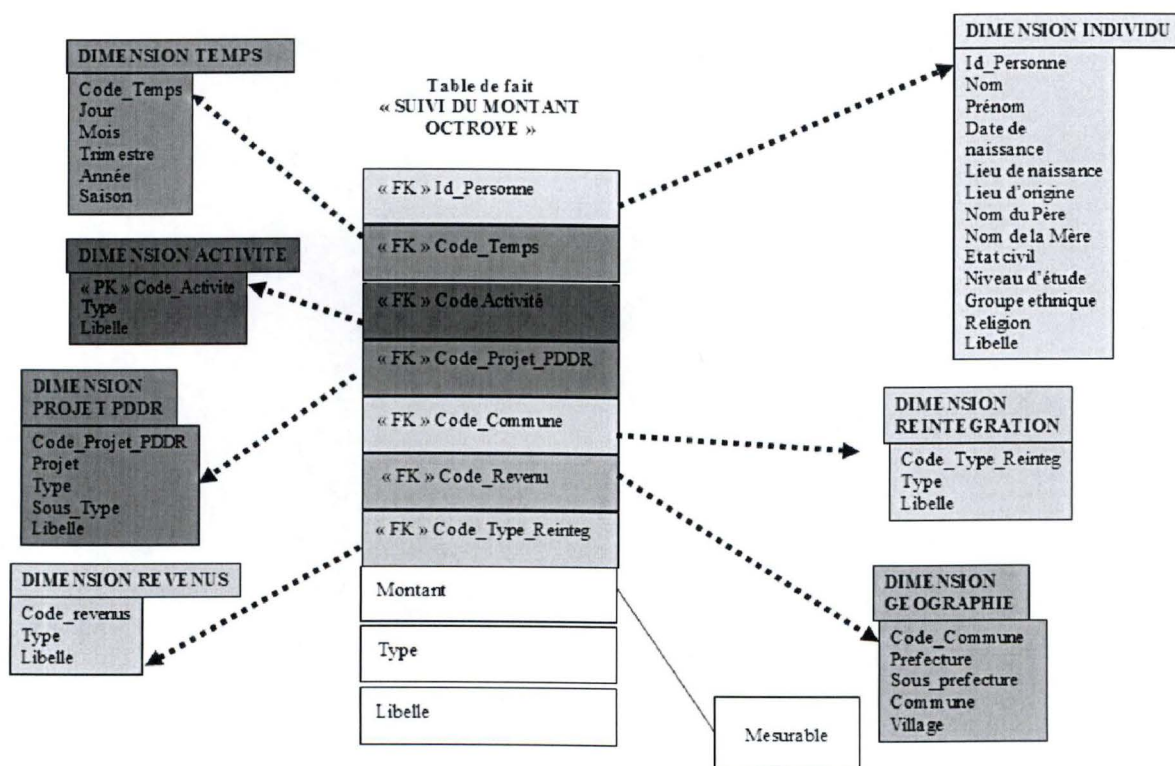 DIMENSION TEMPS
Code_Temps
Jour
Mois
Trimestre
Année
Saison
DIMENSION ACTIVITE
« PK » Code_Activite
Type
Libelle
DIMENSION
PROJET PDDR
Code_Projet_PDDR
Projet
Type
Sous_Type
Libelle
DIMENSION REVENUS
Code_revenus
Type
Libelle
Table de fait
« SUIVI DU MONTANT
OCTROYE »
« FK » Id_Personne
« FK » Code_Temps
« FK » CodeActivité
« FK » Code_Projet_PDDR
« FK » Code_Commune
« FK » Code_Revenu
« FK » Code_Type_Reinteg
Montant
Type
Libelle
Mesurable
DIMENSION INDIVIDU
Id_Personne
Nom
Prénom
Date de
naissance
Lieu de naissance
Lieu d'origine
Nom du Père
Nom de la Mère
Etat civil
Niveau d'étude
Groupe ethnique
Religion
Libelle
DIMENSION
REINTEGRATION
Code_Type_Reinteg
Type
Libelle
DIMENSION
GEOGRAPHIE
Code_Commune
Prefecture
Sous_prefecture
Commune
Village